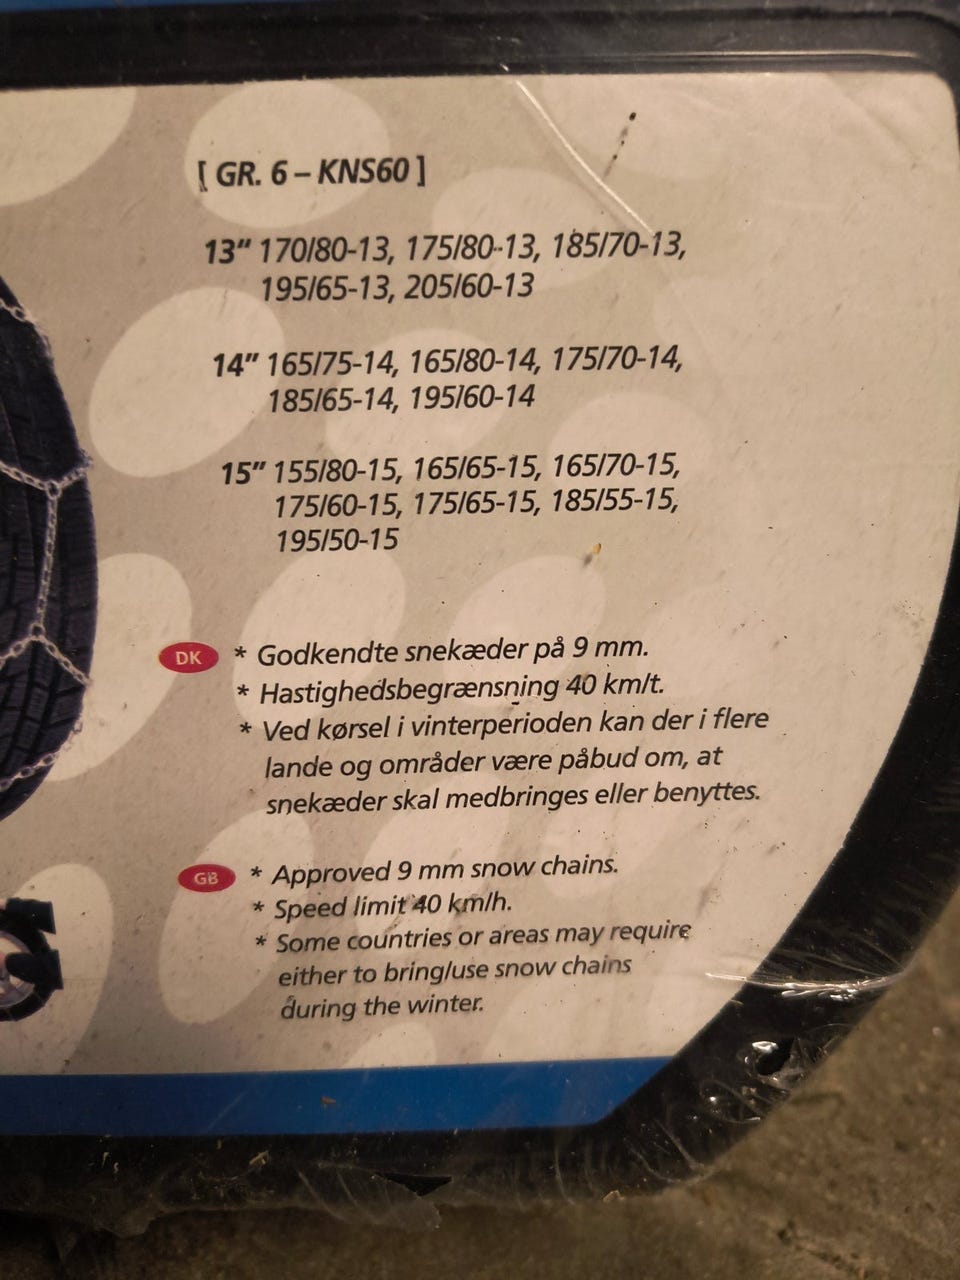 [ GR. 6 – KNS60 ]
13" 170/80-13, 175/80-13, 185/70-13,
195/65-13, 205/60-13
14" 165/75-14, 165/80-14, 175/70-14,
185/65-14, 195/60-14
15" 155/80-15, 165/65-15, 165/70-15,
175/60-15, 175/65-15, 185/55-15,
195/50-15
DK * Godkendte snekæder på 9 mm.
* Hastighedsbegrænsning 40 km/t.
* Ved kørsel i vinterperioden kan der i flere
lande og områder være påbud om, at
snekæder skal medbringes eller benyttes.
GB * Approved 9 mm snow chains.
* Speed limit 40 km/h.
* Some countries or areas may require
either to bring/use snow chains
during the winter.